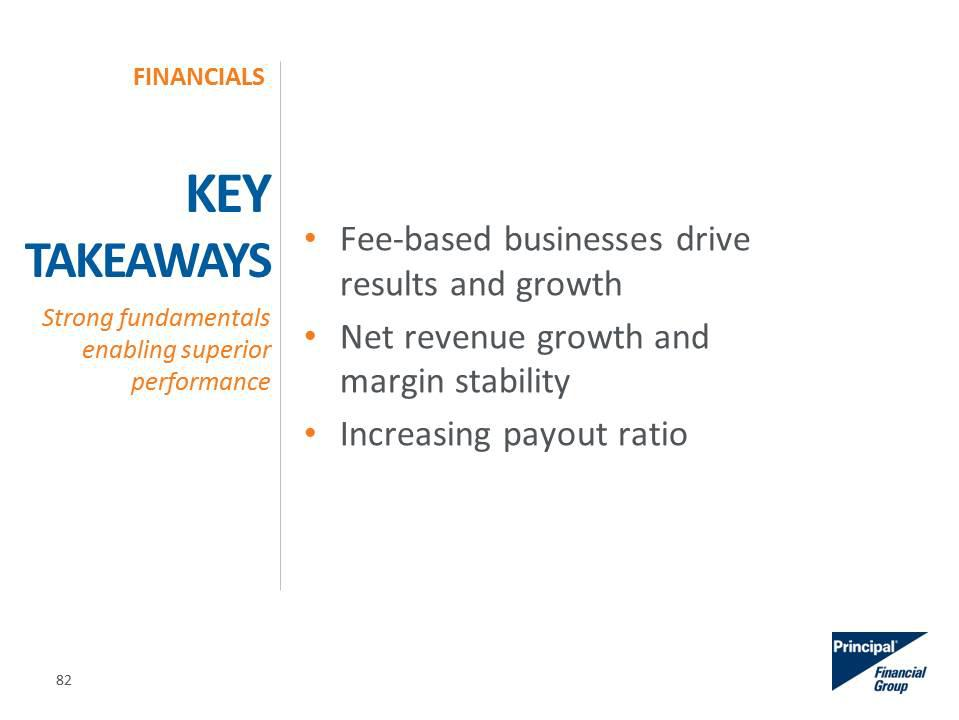 FINANCIALS
KEY
TAKEAWAYS
Strong fundamentals
enabling superior
performance
• Fee-based businesses drive
results and growth
• Net revenue growth and
margin stability
• Increasing payout ratio
82
Principal®
Financial
Group